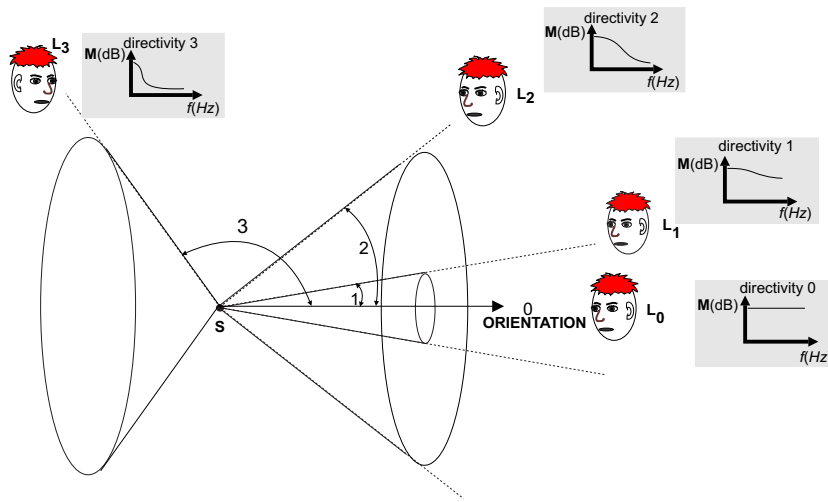 directivity 2
M(dB)
f(Hz)
L2
L3
directivity 3
M(dB)
f(Hz)
directivity 1
M(dB)
f(Hz)
L1
3
2
1
S
0
ORIENTATION
L0
directivity 0
M(dB)
f(Hz